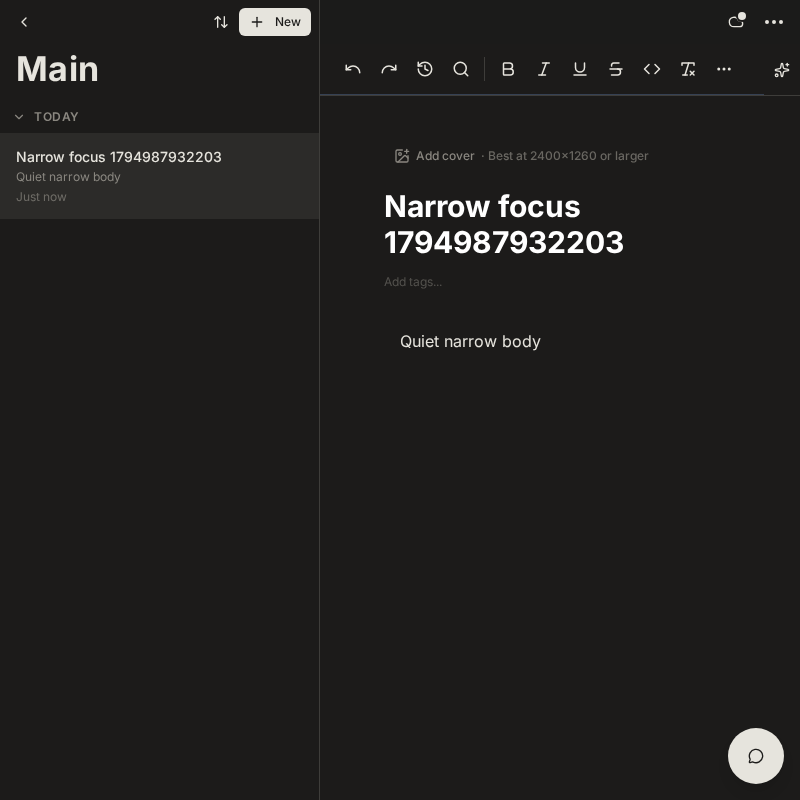 New
Main
TODAY
Narrow focus 1794987932203
Quiet narrow body
Just now
Add cover · Best at 2400×1260 or larger
Narrow focus
1794987932203
Add tags...
Quiet narrow body